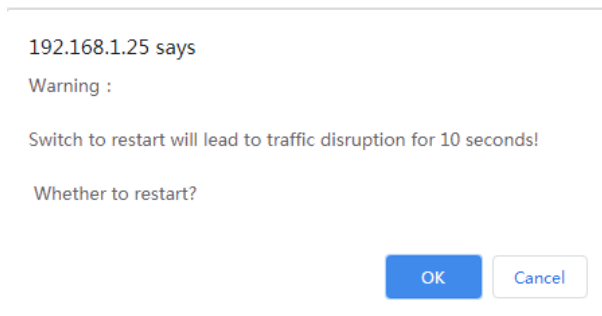 192.168.1.25 says
Warning :
Switch to restart will lead to traffic disruption for 10 seconds!
Whether to restart?
OK
Cancel